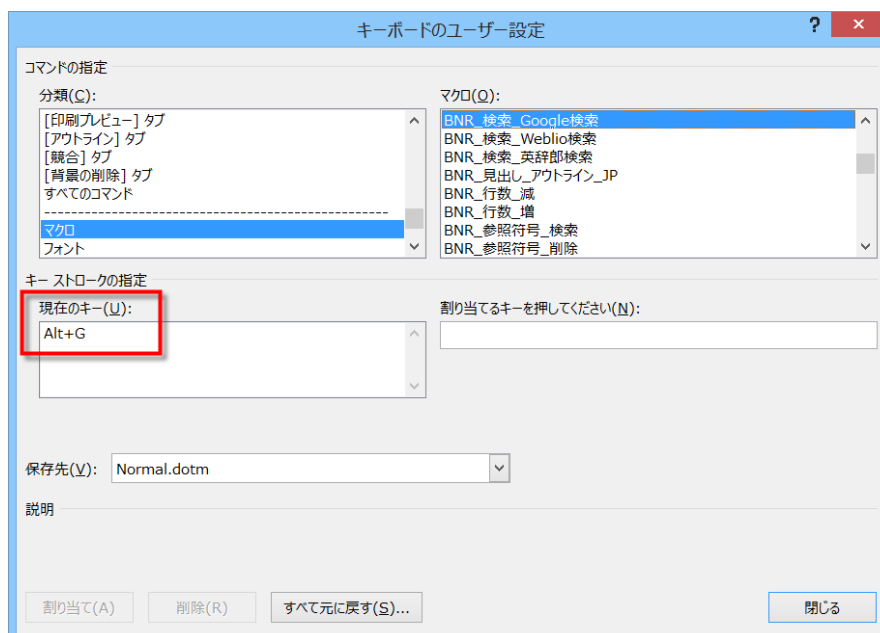 キーボードのユーザー設定
?
×
コマンドの指定
分類(C):
[印刷プレビュー] タブ
[アウトライン] タブ
[競合] タブ
[背景の削除] タブ
すべてのコマンド
------------------------------------------------
マクロ
フォント
マクロ(O):
BNR_検索_Google検索
BNR_検索_Weblio検索
BNR_検索_英辞郎検索
BNR_見出し_アウトライン_JP
BNR_行数_減
BNR_行数_増
BNR_参照符号_検索
BNR_参照符号_削除
キー ストロークの指定
現在のキー(U):
Alt+G
割り当てるキーを押してください(N):
保存先(V):
Normal.dotm
説明
割り当て(A)
削除(R)
すべて元に戻す(S)...
閉じる